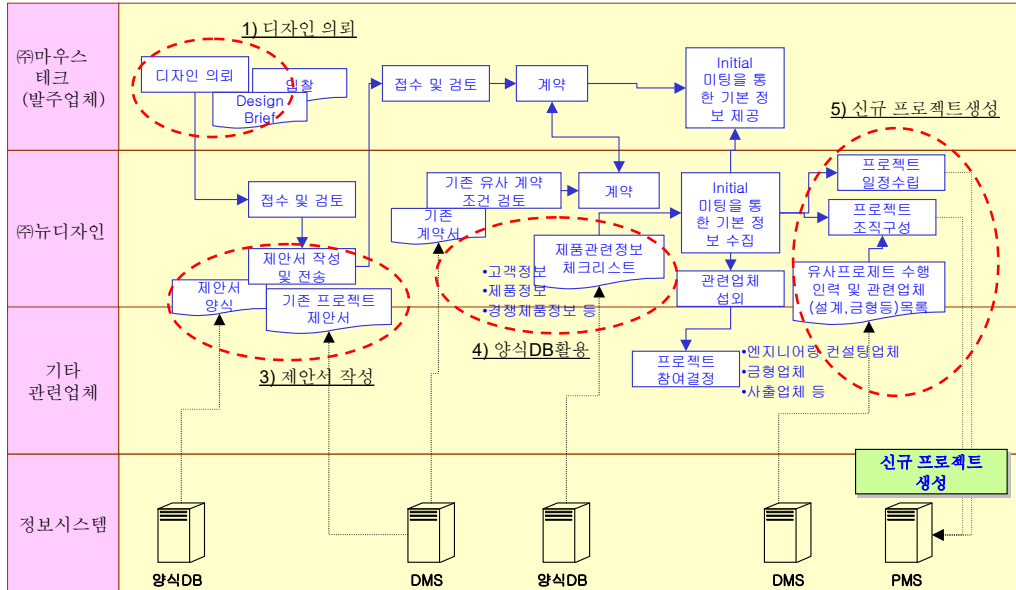 ㈜마우스
테크
(발주업체)
1) 디자인 의뢰
디자인 의뢰
입찰
Design
Brief
접수 및 검토
계약
Initial
미팅을 통
한 기본 정
보 제공
5) 신규 프로젝트생성
㈜뉴디자인
접수 및 검토
제안서 작성
및 전송
제안서
양식
기존 프로젝트
제안서
3) 제안서 작성
기존 유사 계약
조건 검토
기존
계약서
계약
제품관련정보
체크리스트
•고객정보
•제품정보
•경쟁제품정보 등
4) 양식DB활용
Initial
미팅을 통
한 기본 정
보 수집
관련업체
섭외
프로젝트
일정수립
프로젝트
조직구성
유사프로제트 수행
인력 및 관련업체
(설계,금형등)목록
기타
관련업체
프로젝트
참여결정
•엔지니어랑 컨설팅업체
•금형업체
•사출업체 등
정보시스템
신규 프로젝트
생성
양식DB
DMS
양식DB
DMS
PMS